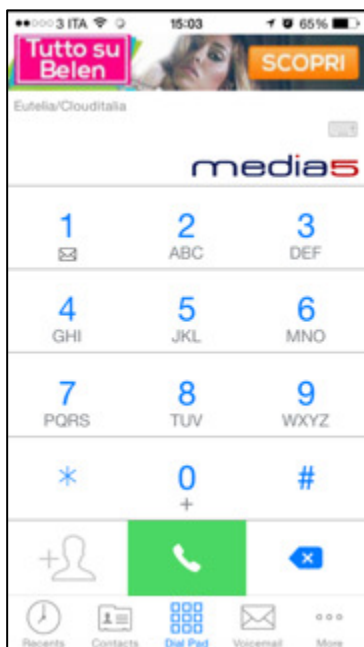 3 ITA 15:03 65%
Tutto su
Belen
SCOPRI
Eutelia/Clouditalia
media5
1 2 3
ABC DEF
4 5 6
GHI JKL MNO
7 8 9
PQRS TUV WXYZ
* 0 #
+
Recents Contacts Dial Pad Voicemail More